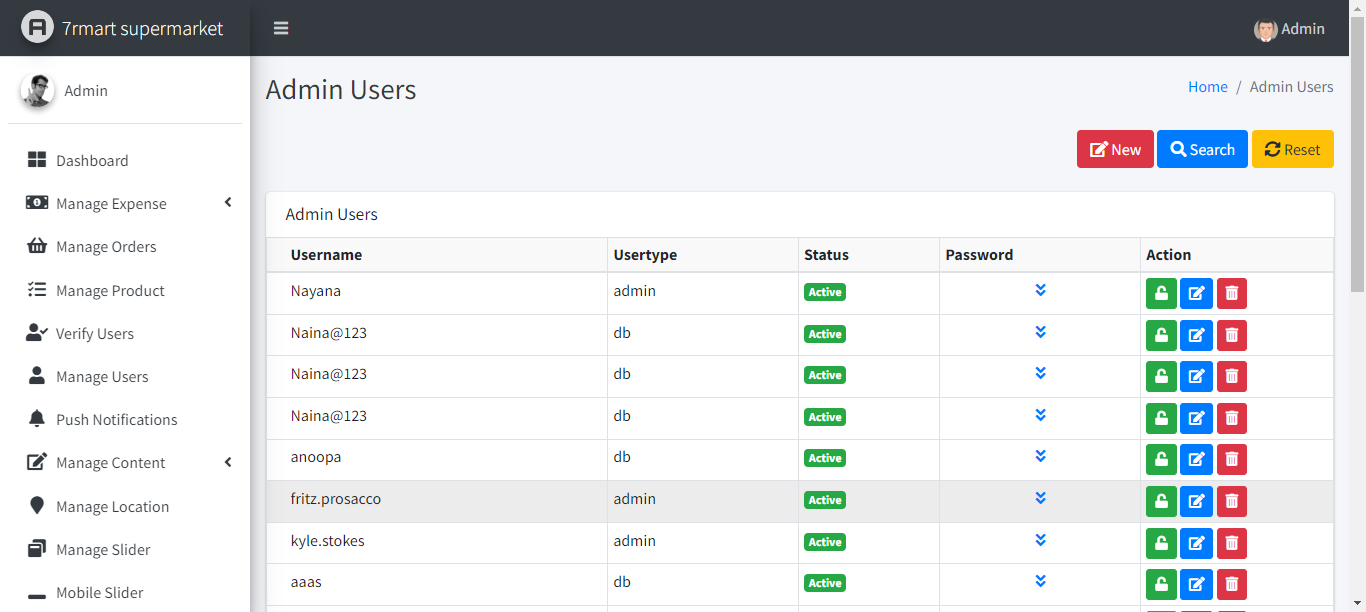 7rmart supermarket
Admin
Admin
Admin Users
Home / Admin Users
New Search Reset
Dashboard
Manage Expense
Manage Orders
Manage Product
Verify Users
Manage Users
Push Notifications
Manage Content
Manage Location
Manage Slider
Mobile Slider
Admin Users
Username Usertype Status Password Action
Nayana admin Active
Naina@123 db Active
Naina@123 db Active
Naina@123 db Active
anoopa db Active
fritz.prosacco admin Active
kyle.stokes admin Active
aaas db Active